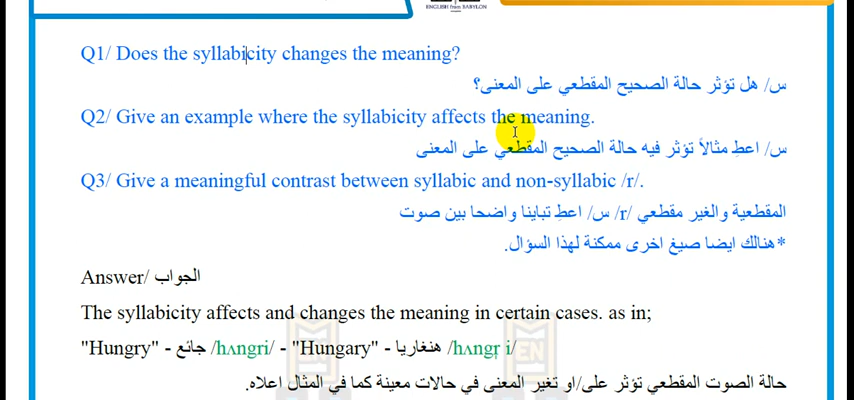 ENGLISH from BABYLON
Q1/ Does the syllabicity changes the meaning?
س/ هل تؤثر حالة الصحيح المقطعي على المعنى؟
Q2/ Give an example where the syllabicity affects the meaning.
س/ اعطِ مثالاً تؤثر فيه حالة الصحيح المقطعي على المعنى
Q3/ Give a meaningful contrast between syllabic and non-syllabic /r/.
المقطعية والغير مقطعي /r/ س/ اعطِ تباينا واضحا بين صوت
*هنالك ايضا صيغ اخرى ممكنة لهذا السؤال.
Answer/ الجواب
The syllabicity affects and changes the meaning in certain cases. as in;
"Hungry" - جائع /hʌngri/ - "Hungary" - هنغاريا /hʌngṛ i/
حالة الصوت المقطعي تؤثر على/او تغير المعنى في حالات معينة كما في المثال اعلاه.